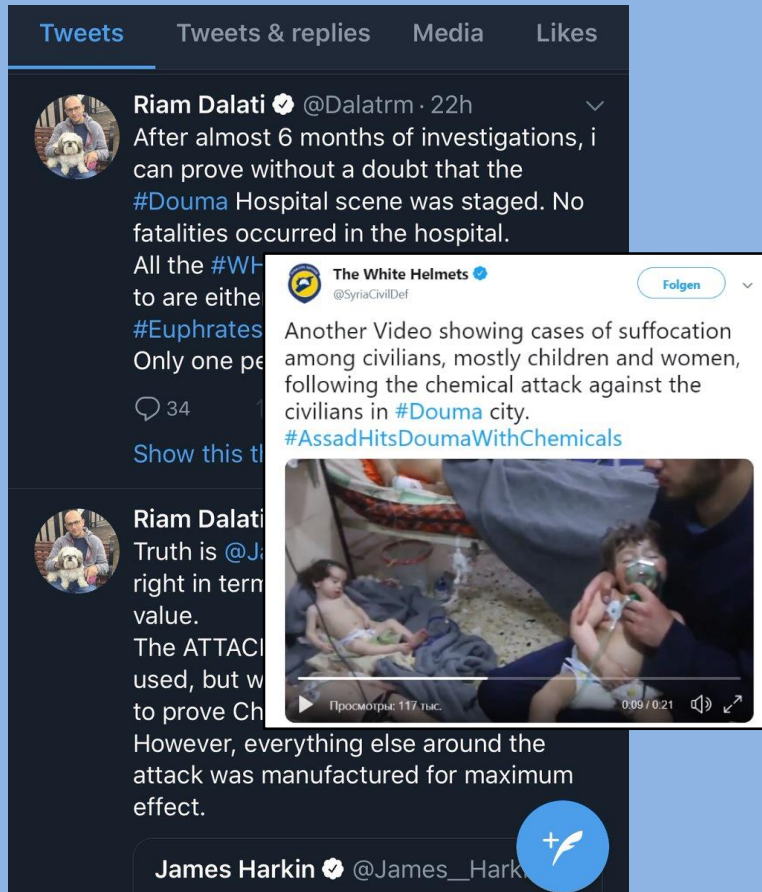 Tweets Tweets & replies Media Likes
Riam Dalati @Dalatrm · 22h
After almost 6 months of investigations, i
can prove without a doubt that the
#Douma Hospital scene was staged. No
fatalities occurred in the hospital.
All the #WH
to are eithe
#Euphrates
Only one pe
34
Show this th
Riam Dalati
Truth is @Ja
right in term
value.
The ATTAC
used, but w
to prove Ch
However, everything else around the
attack was manufactured for maximum
effect.
James Harkin @James__Hark
The White Helmets
@SyriaCivilDef
Folgen
Another Video showing cases of suffocation
among civilians, mostly children and women,
following the chemical attack against the
civilians in #Douma city.
#AssadHitsDoumaWithChemicals
Просмотры: 117 тыс.
0:09 / 0:21